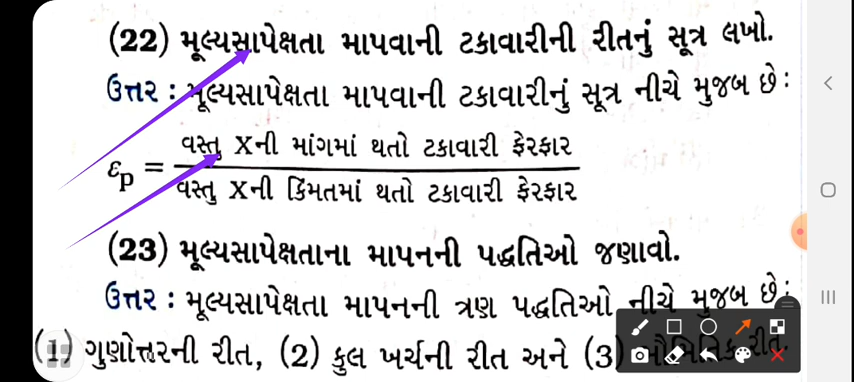 (22) મૂલ્યસાપેક્ષતા માપવાની ટકાવારીની રીતનું સૂત્ર લખો.
ઉત્તર : મૂલ્યસાપેક્ષતા માપવાની ટકાવારીનું સૂત્ર નીચે મુજબ છે :
વસ્તુ Xની માંગમાં થતો ટકાવારી ફેરફાર
εp =
વસ્તુ Xની કિંમતમાં થતો ટકાવારી ફેરફાર
(23) મૂલ્યસાપેક્ષતાના માપનની પદ્ધતિઓ જણાવો.
ઉત્તર : મૂલ્યસાપેક્ષતા માપનની ત્રણ પદ્ધતિઓ નીચે મુજબ છે :
(1) ગુણોત્તરની રીત, (2) કુલ ખર્ચની રીત અને (3) રીત.